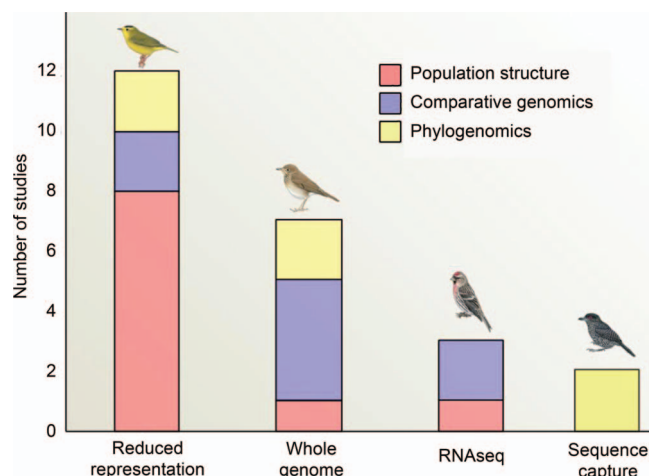 Number of studies
12
10
8
6
4
2
0
Population structure
Comparative genomics
Phylogenomics
Reduced
representation
Whole
genome
RNAseq
Sequence
capture